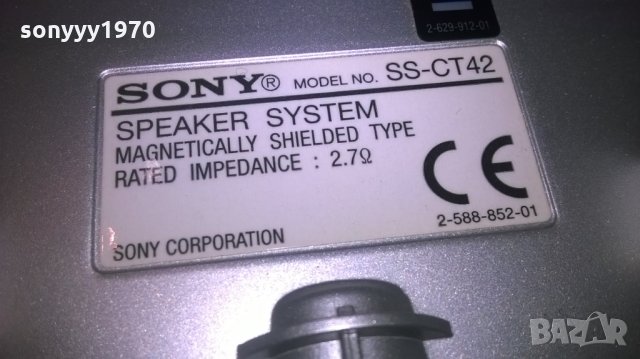 sonyyy1970
2-629-912-01
SONY® MODEL NO. SS-CT42
SPEAKER SYSTEM
MAGNETICALLY SHIELDED TYPE
RATED IMPEDANCE : 2.7Ω
CE
2-588-852-01
SONY CORPORATION
BAZAR